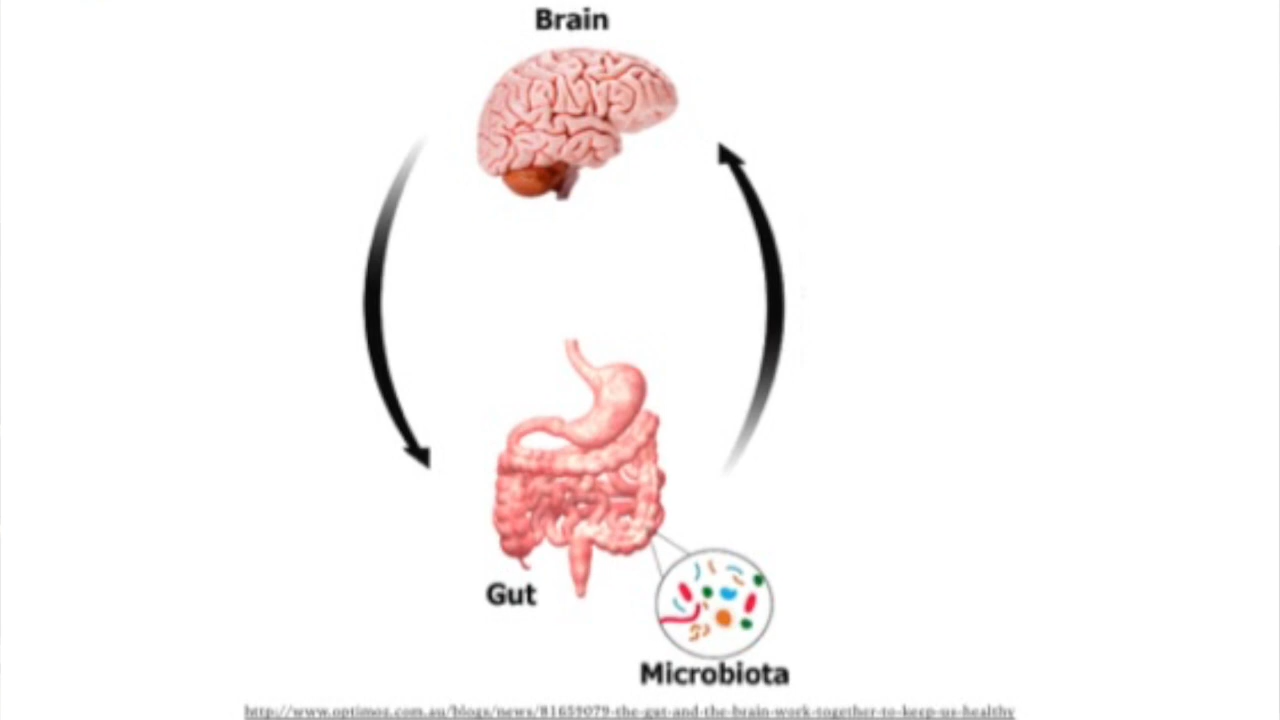 Brain
Gut
Microbiota
http://www.optimoz.com.au/blogs/news/81659079-the-gut-and-the-brain-work-together-to-keep-us-healthy